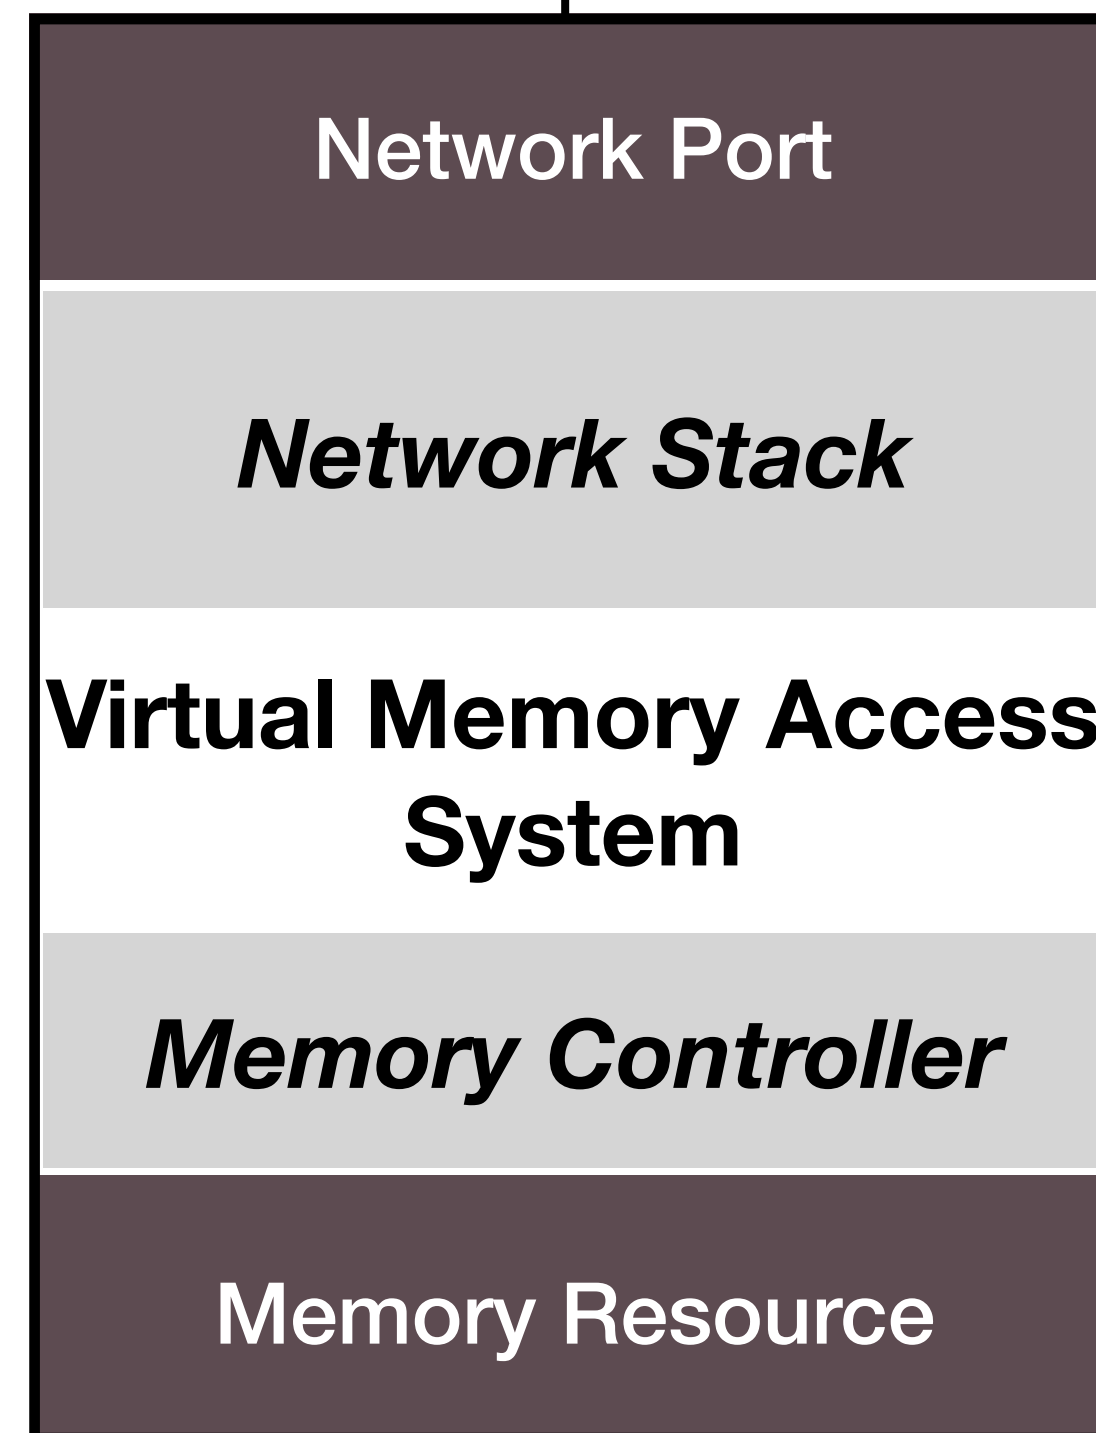 Network Port
Network Stack
Virtual Memory Access
System
Memory Controller
Memory Resource